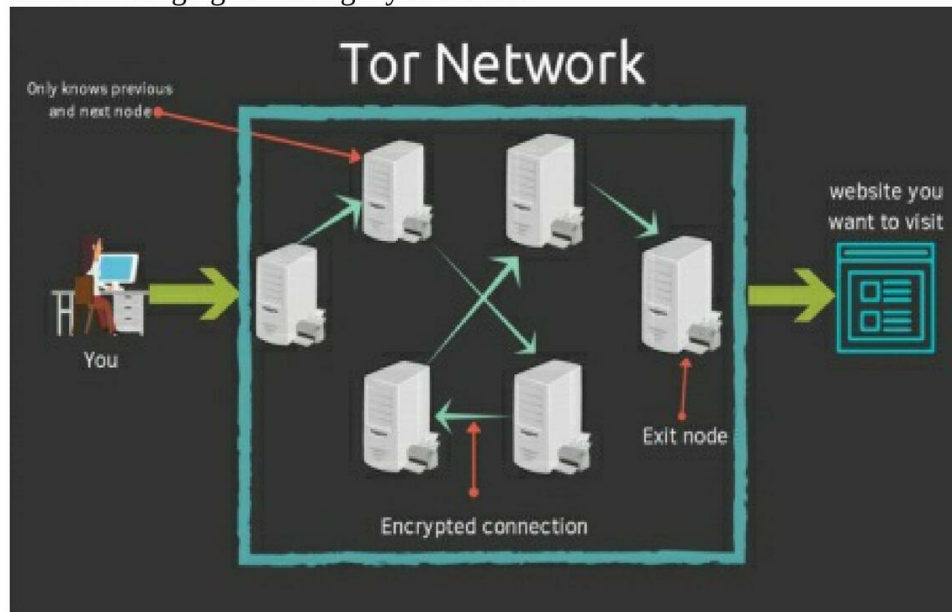 Tor Network
Only knows previous
and next node
website you
want to visit
You
Exit node
Encrypted connection